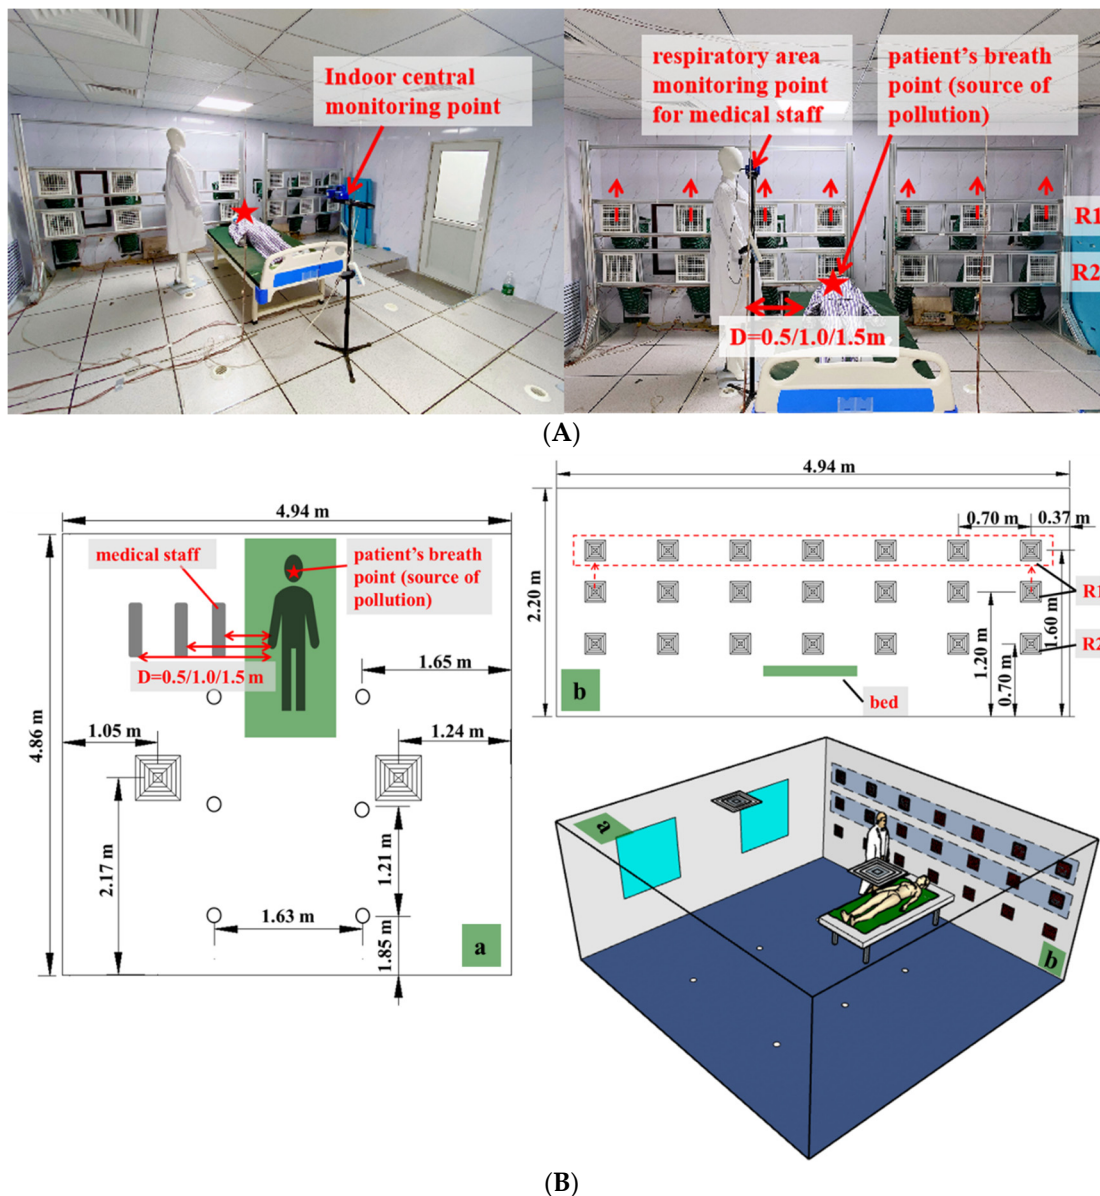 Indoor central
monitoring point
respiratory area
monitoring point
for medical staff
patient's breath
point (source of
pollution)
R1
R2
D=0.5/1.0/1.5m
(A)
4.94 m
medical staff
patient's breath
point (source of
pollution)
D=0.5/1.0/1.5 m
1.65 m
1.05 m
1.24 m
4.86 m
2.17 m
1.21 m
1.63 m
1.85 m
a
4.94 m
0.70 m
0.37 m
2.20 m
R1
1.60 m
1.20 m
R2
0.70 m
b
bed
a
b
(B)